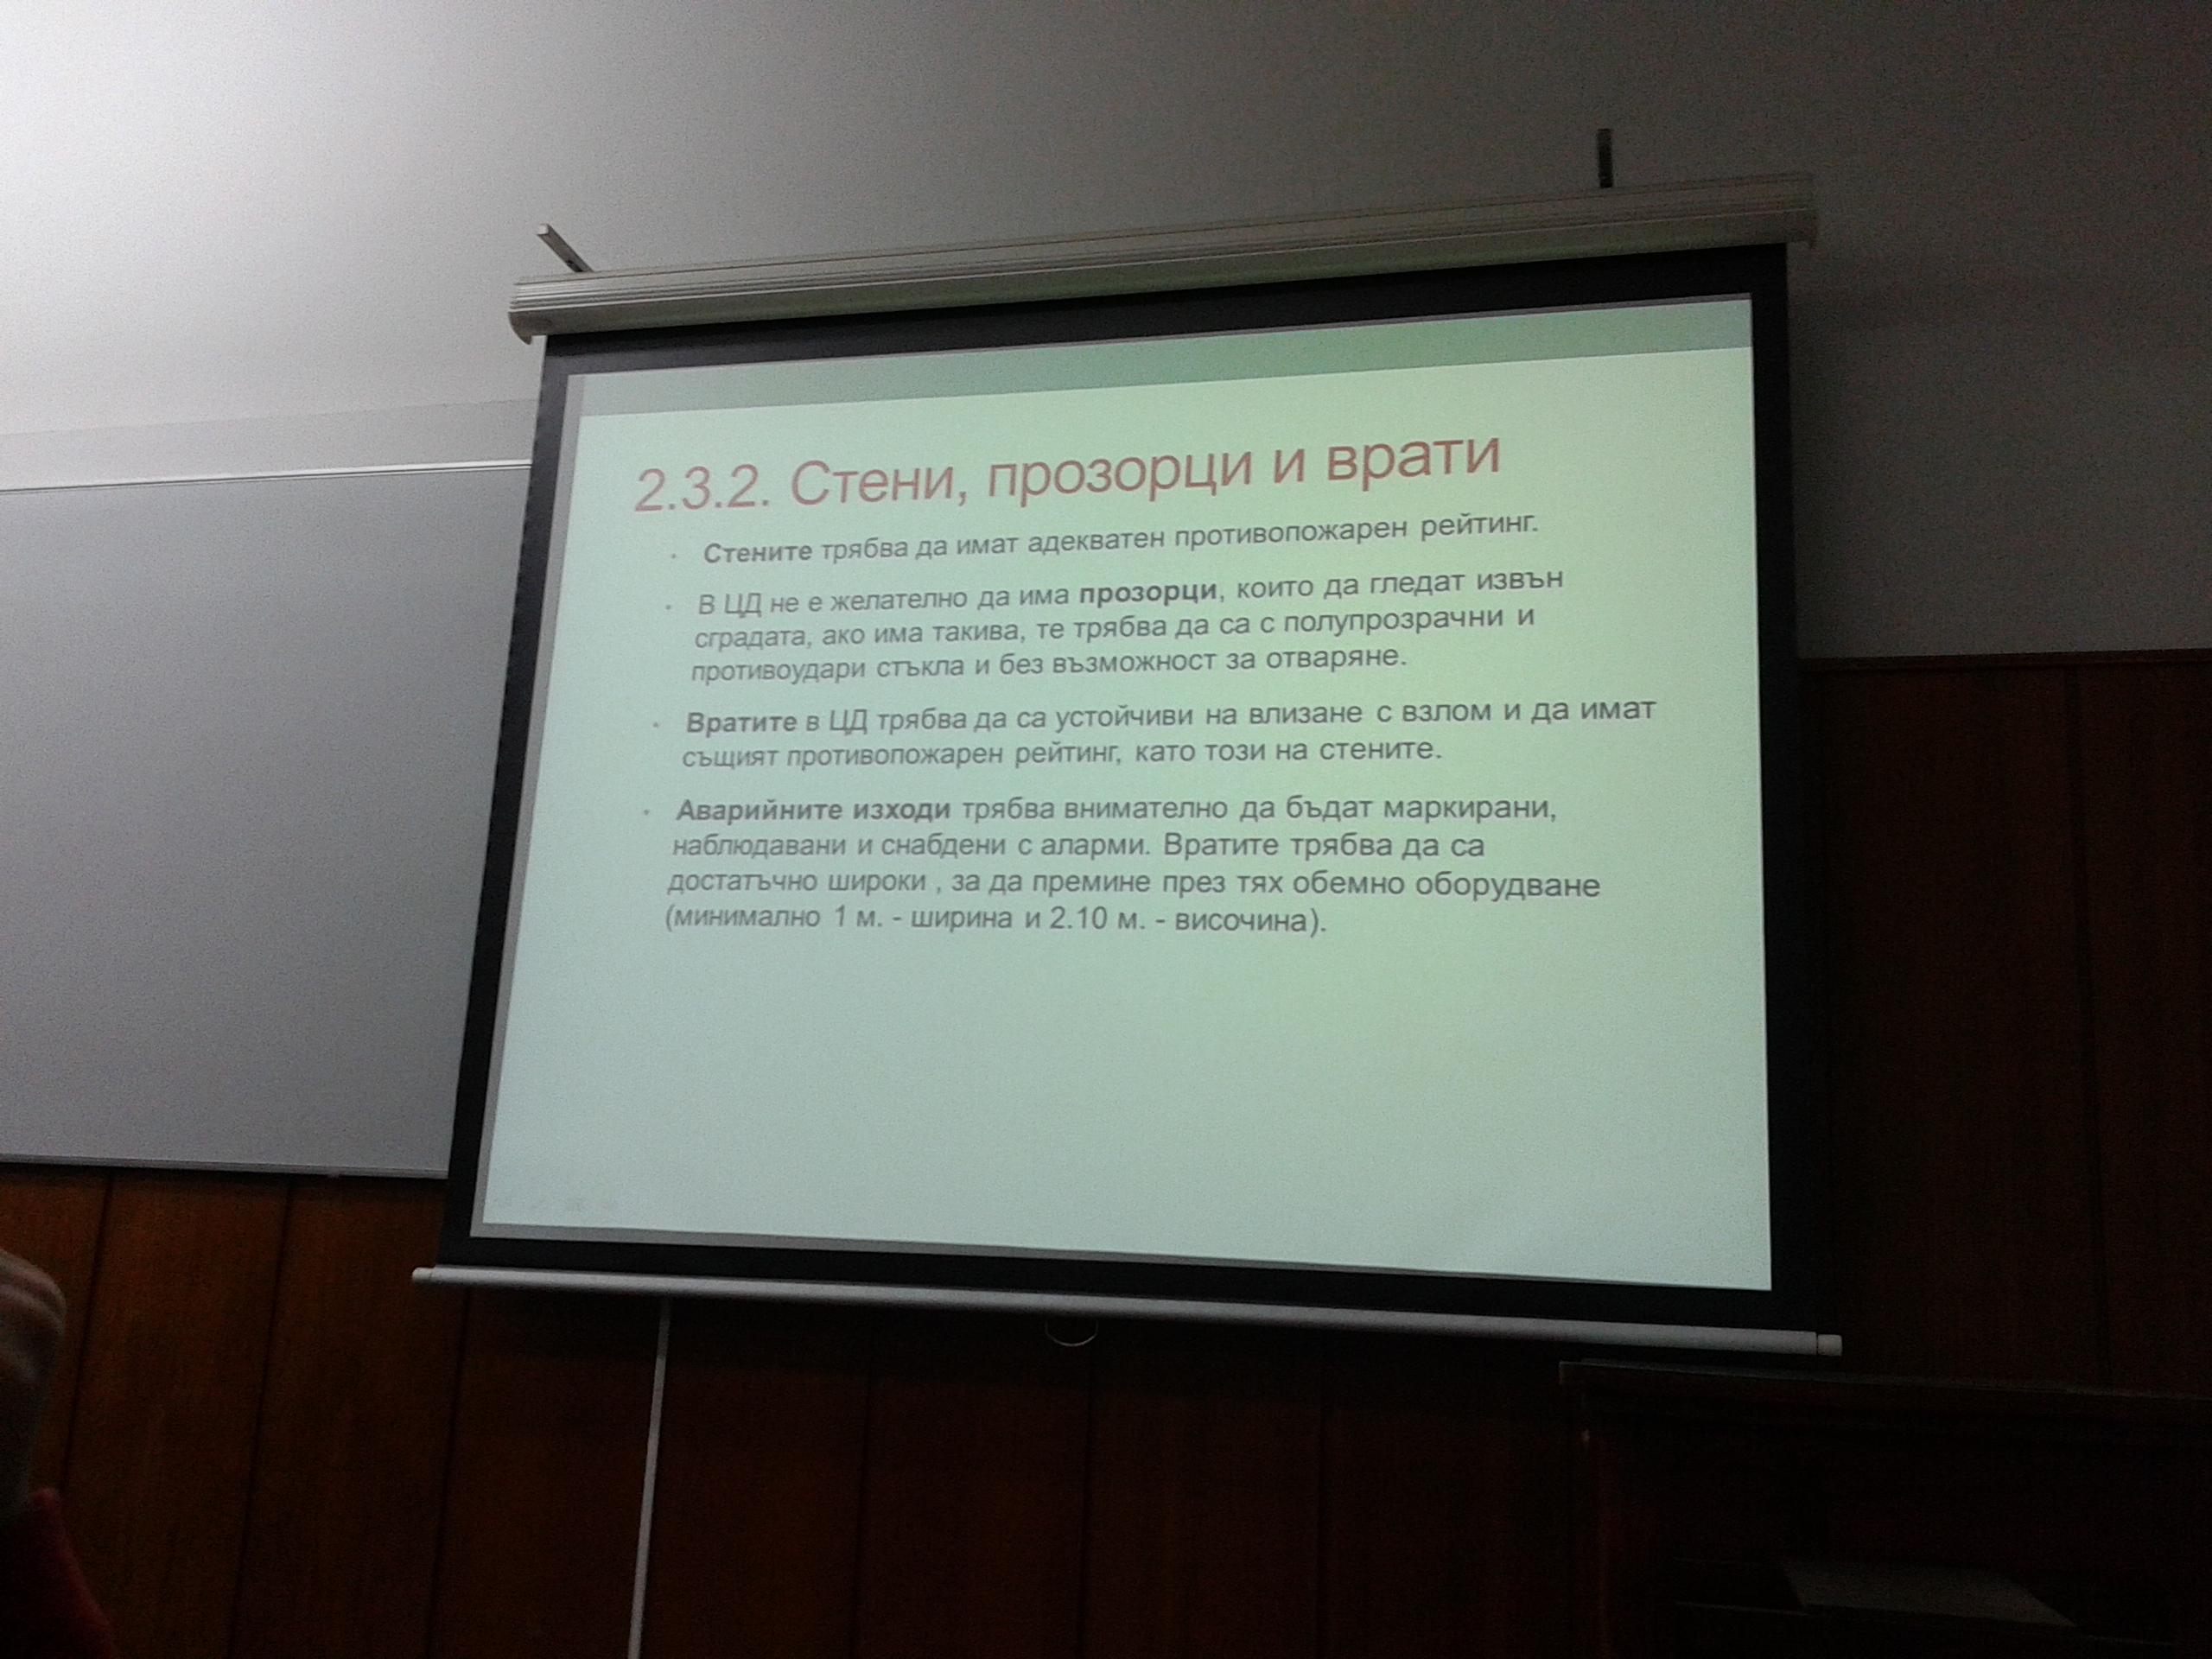 2.3.2. Стени, прозорци и врати
• Стените трябва да имат адекватен противопожарен рейтинг.
• В ЦД не е желателно да има прозорци, които да гледат извън
сградата, ако има такива, те трябва да са с полупрозрачни и
противоудари стъкла и без възможност за отваряне.
• Вратите в ЦД трябва да са устойчиви на влизане с взлом и да имат
същият противопожарен рейтинг, като този на стените.
• Аварийните изходи трябва внимателно да бъдат маркирани,
наблюдавани и снабдени с аларми. Вратите трябва да са
достатъчно широки , за да премине през тях обемно оборудване
(минимално 1 м. - ширина и 2.10 м. - височина).